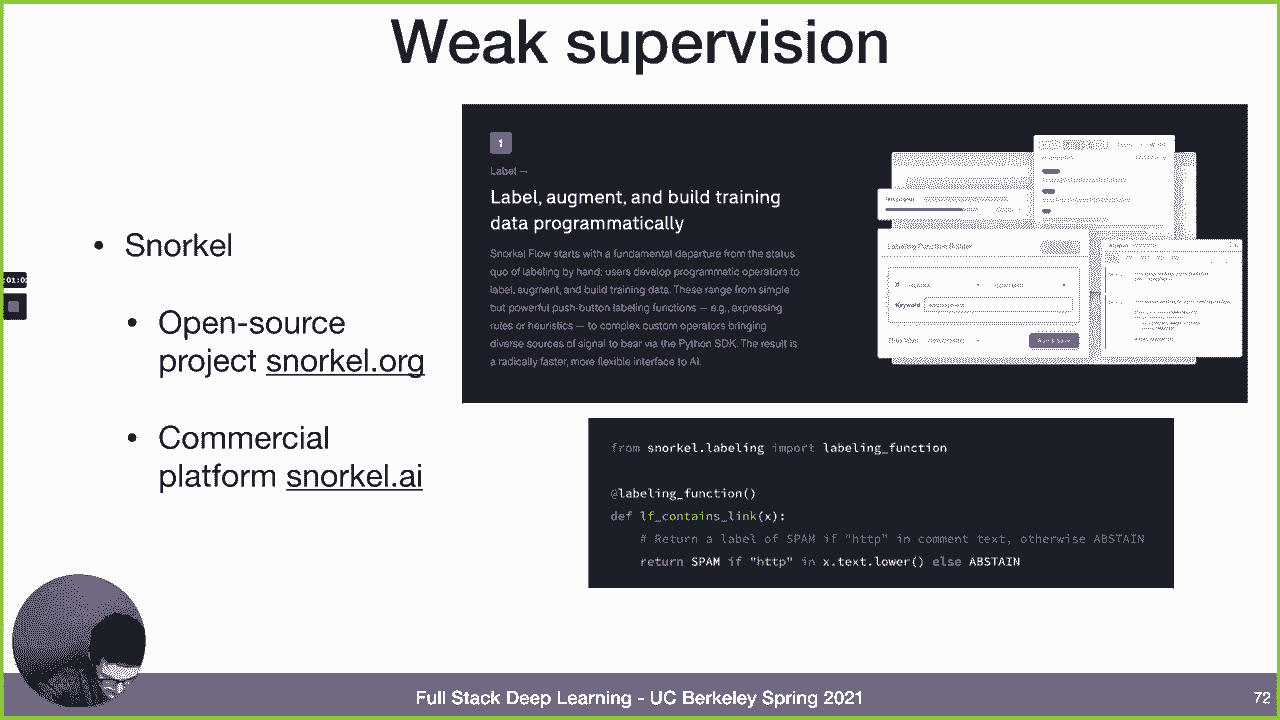 Weak supervision
• Snorkel
• Open-source
project snorkel.org
• Commercial
platform snorkel.ai
1
Label —
Label, augment, and build training
data programmatically
Snorkel Flow starts with a fundamental departure from the status
quo of labeling by hand: users develop programmatic operators to
label, augment, and build training data. These range from simple
but powerful push-button labeling functions — e.g., expressing
rules or heuristics — to complex custom operators bringing
diverse sources of signal to bear via the Python SDK. The result is
a radically faster, more flexible interface to AI.
Keyword
from snorkel.labeling import labeling_function
@labeling_function()
def lf_contains_link(x):
# Return a label of SPAM if "http" in comment text, otherwise ABSTAIN
return SPAM if "http" in x.text.lower() else ABSTAIN
Full Stack Deep Learning - UC Berkeley Spring 2021
72